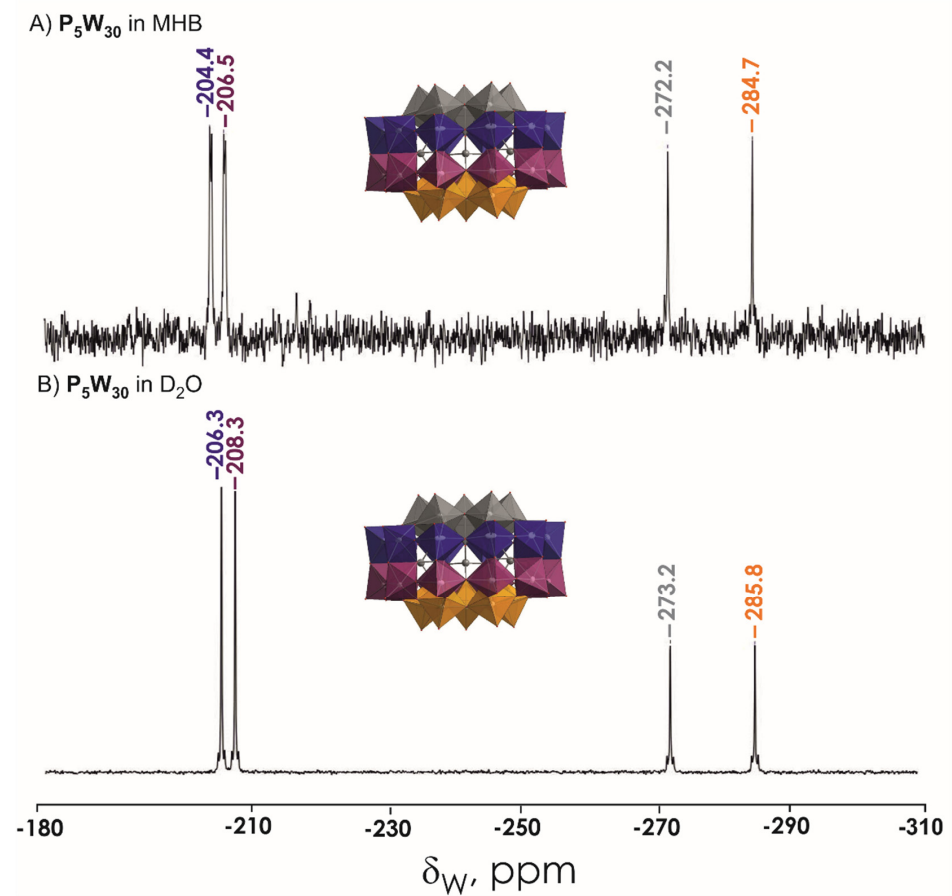 A) P₅W₃₀ in MHB
−204.4
−206.5
−272.2
−284.7
B) P₅W₃₀ in D₂O
−206.3
−208.3
−273.2
−285.8
-180 -210 -230 -250 -270 -290 -310
δW, ppm